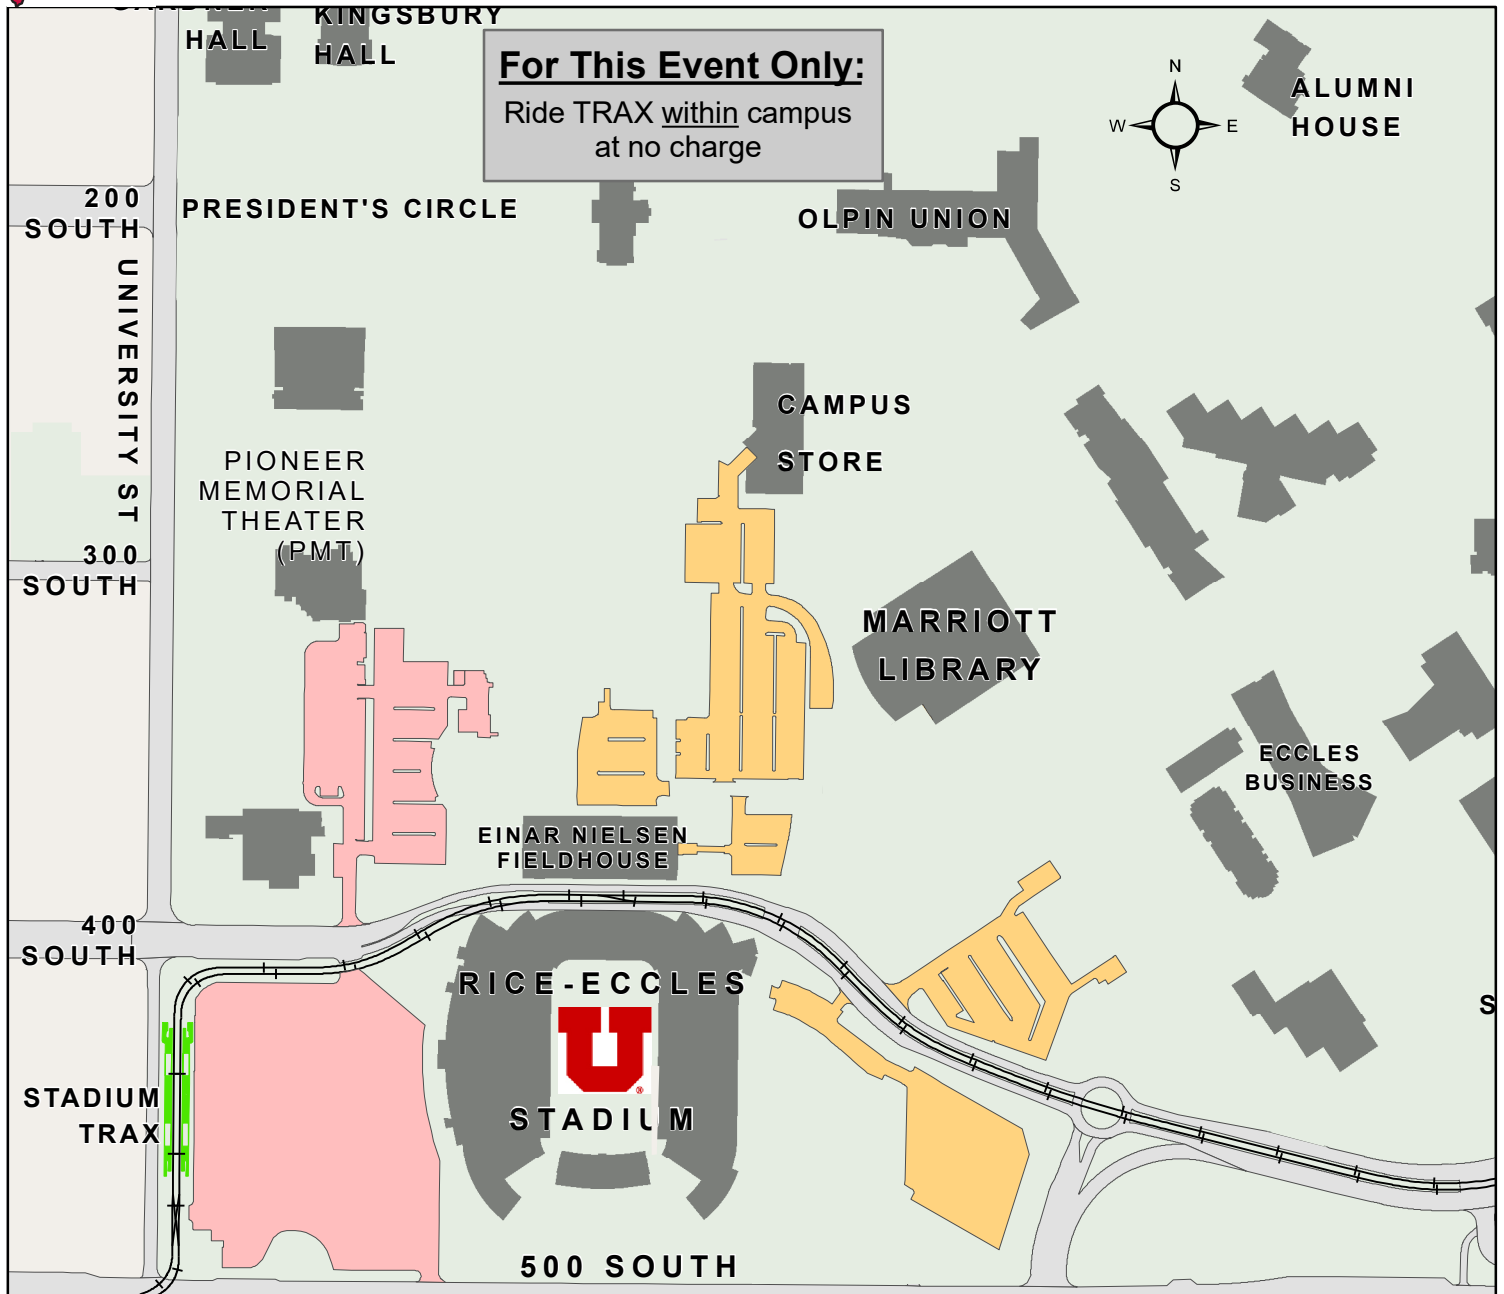 KINGSBURY
HALL
HALL
For This Event Only:
Ride TRAX within campus
at no charge
N
W E
S
ALUMNI
HOUSE
200
SOUTH
PRESIDENT'S CIRCLE
OLPIN UNION
UNIVERSITY ST
CAMPUS
STORE
PIONEER
MEMORIAL
THEATER
(PMT)
300
SOUTH
MARRIOTT
LIBRARY
ECCLES
BUSINESS
EINAR NIELSEN
FIELDHOUSE
400
SOUTH
RICE-ECCLES
U
®
STADIUM
S
STADIUM
TRAX
500 SOUTH